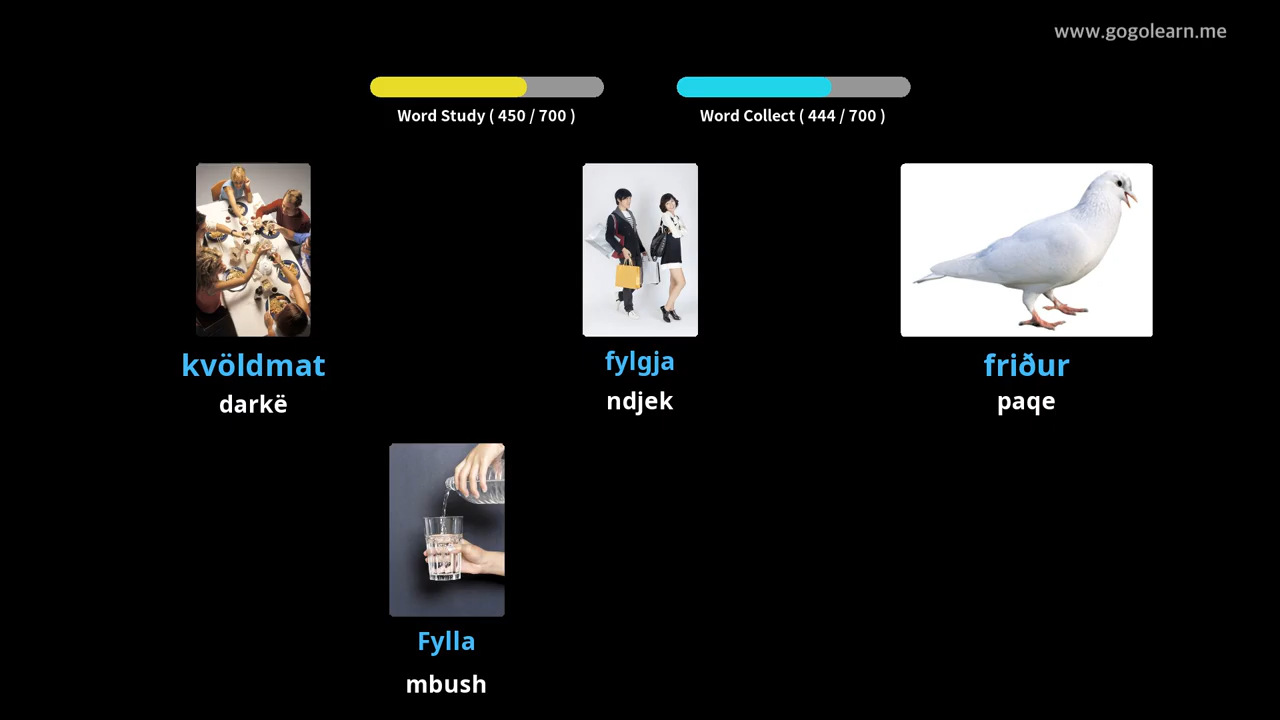 www.gogolearn.me
Word Study ( 450 / 700 )
Word Collect ( 444 / 700 )
kvöldmat
darkë
fylgja
ndjek
friður
paqe
Fylla
mbush